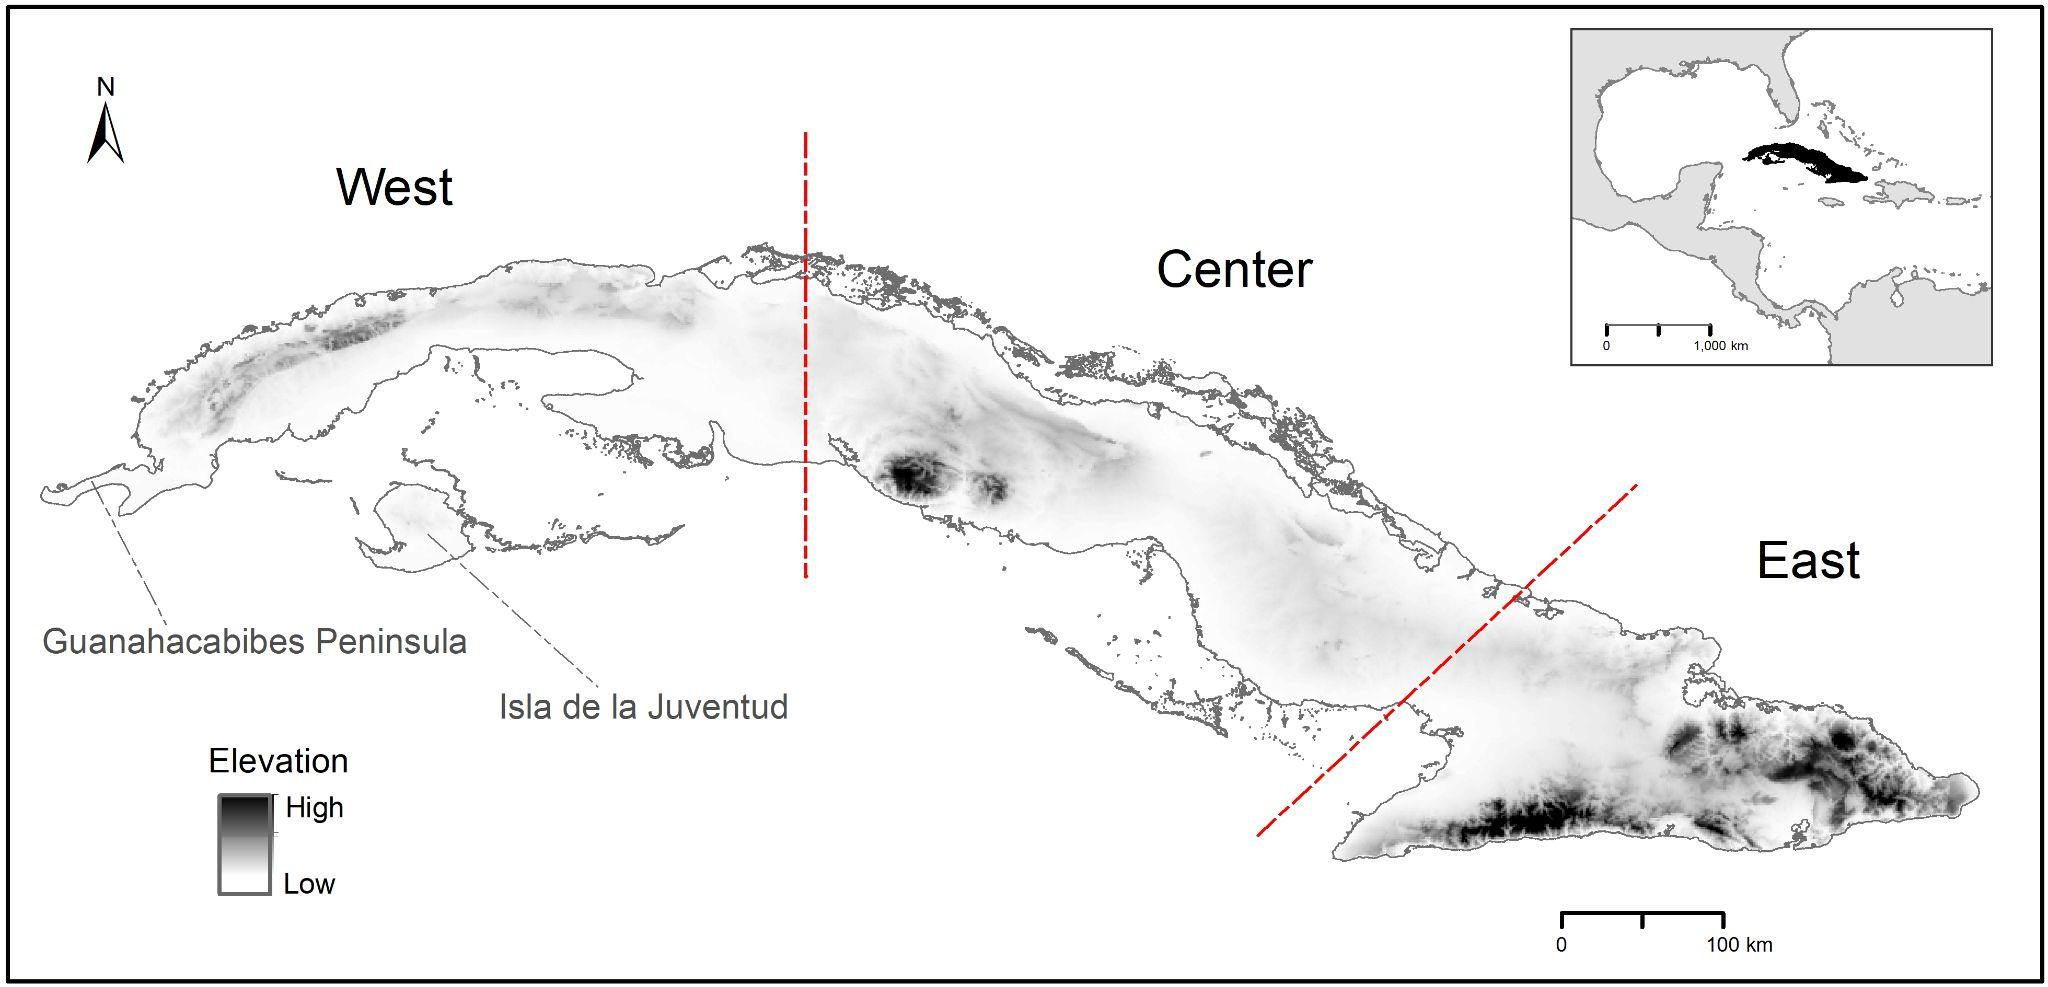 N
West
Center
East
0
1,000 km
Guanahacabibes Peninsula
Isla de la Juventud
Elevation
High
Low
0
100 km